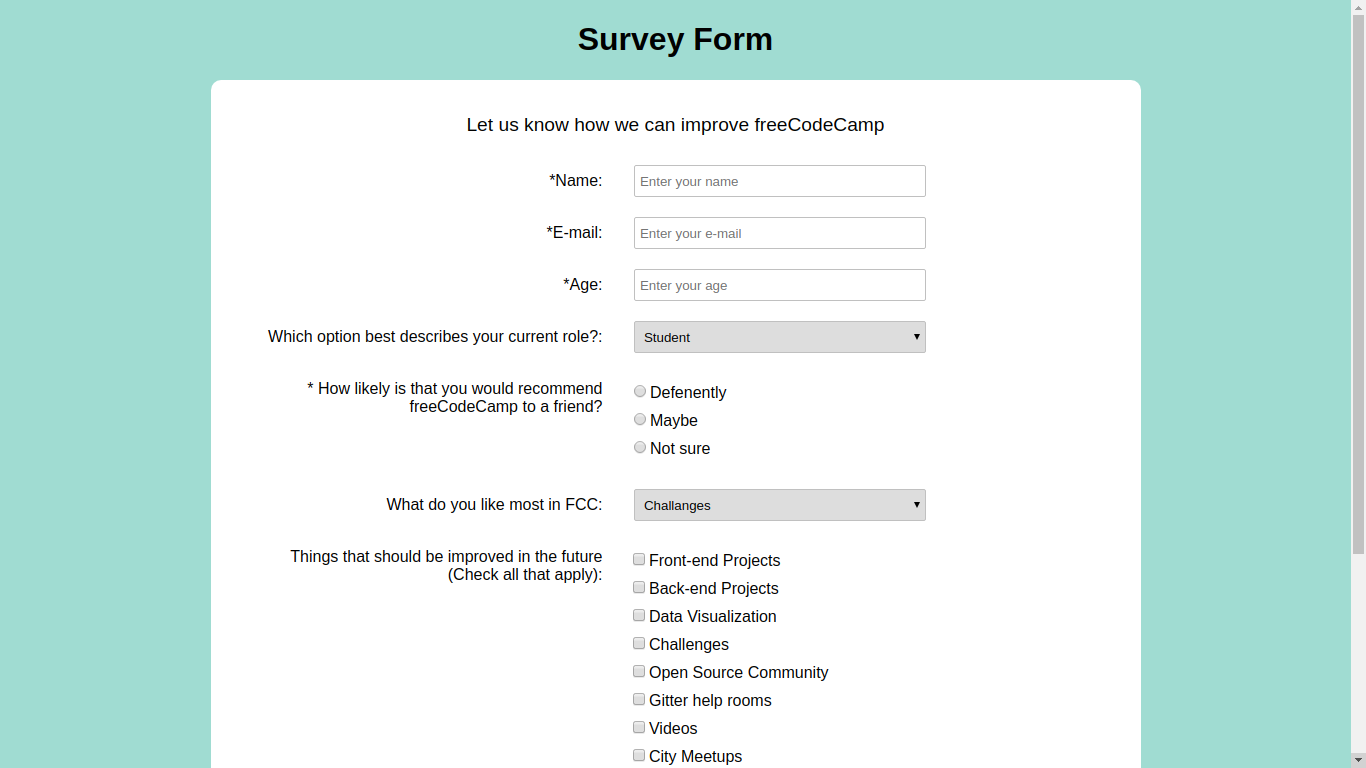 Survey Form
Let us know how we can improve freeCodeCamp
*Name:
Enter your name
*E-mail:
Enter your e-mail
*Age:
Enter your age
Which option best describes your current role?:
Student
* How likely is that you would recommend
freeCodeCamp to a friend?
Defenently
Maybe
Not sure
What do you like most in FCC:
Challanges
Things that should be improved in the future
(Check all that apply):
Front-end Projects
Back-end Projects
Data Visualization
Challenges
Open Source Community
Gitter help rooms
Videos
City Meetups